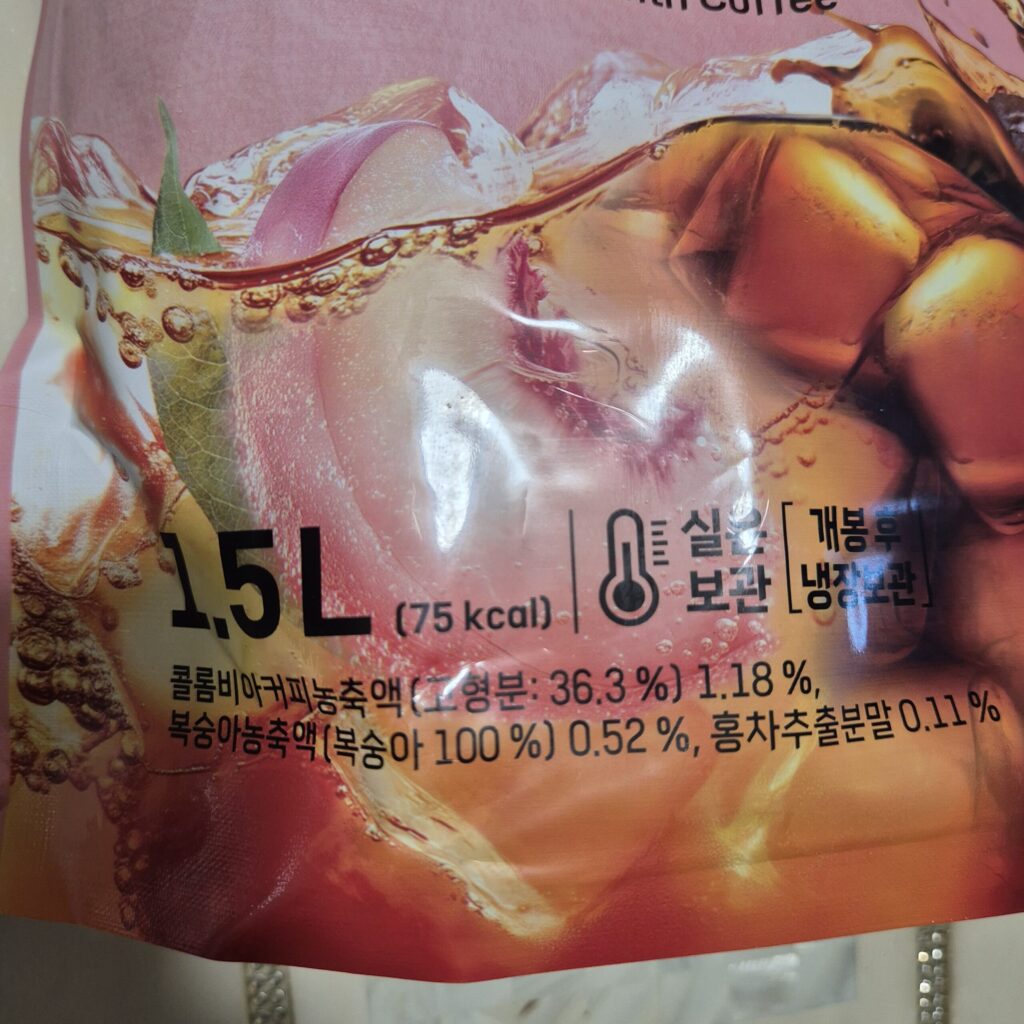 Coffee
1.5 L (75 kcal)
실온
보관
[개봉 후
냉장보관]
콜롬비아커피농축액(고형분: 36.3 %) 1.18 %,
복숭아농축액(복숭아 100 %) 0.52 %, 홍차추출분말 0.11 %